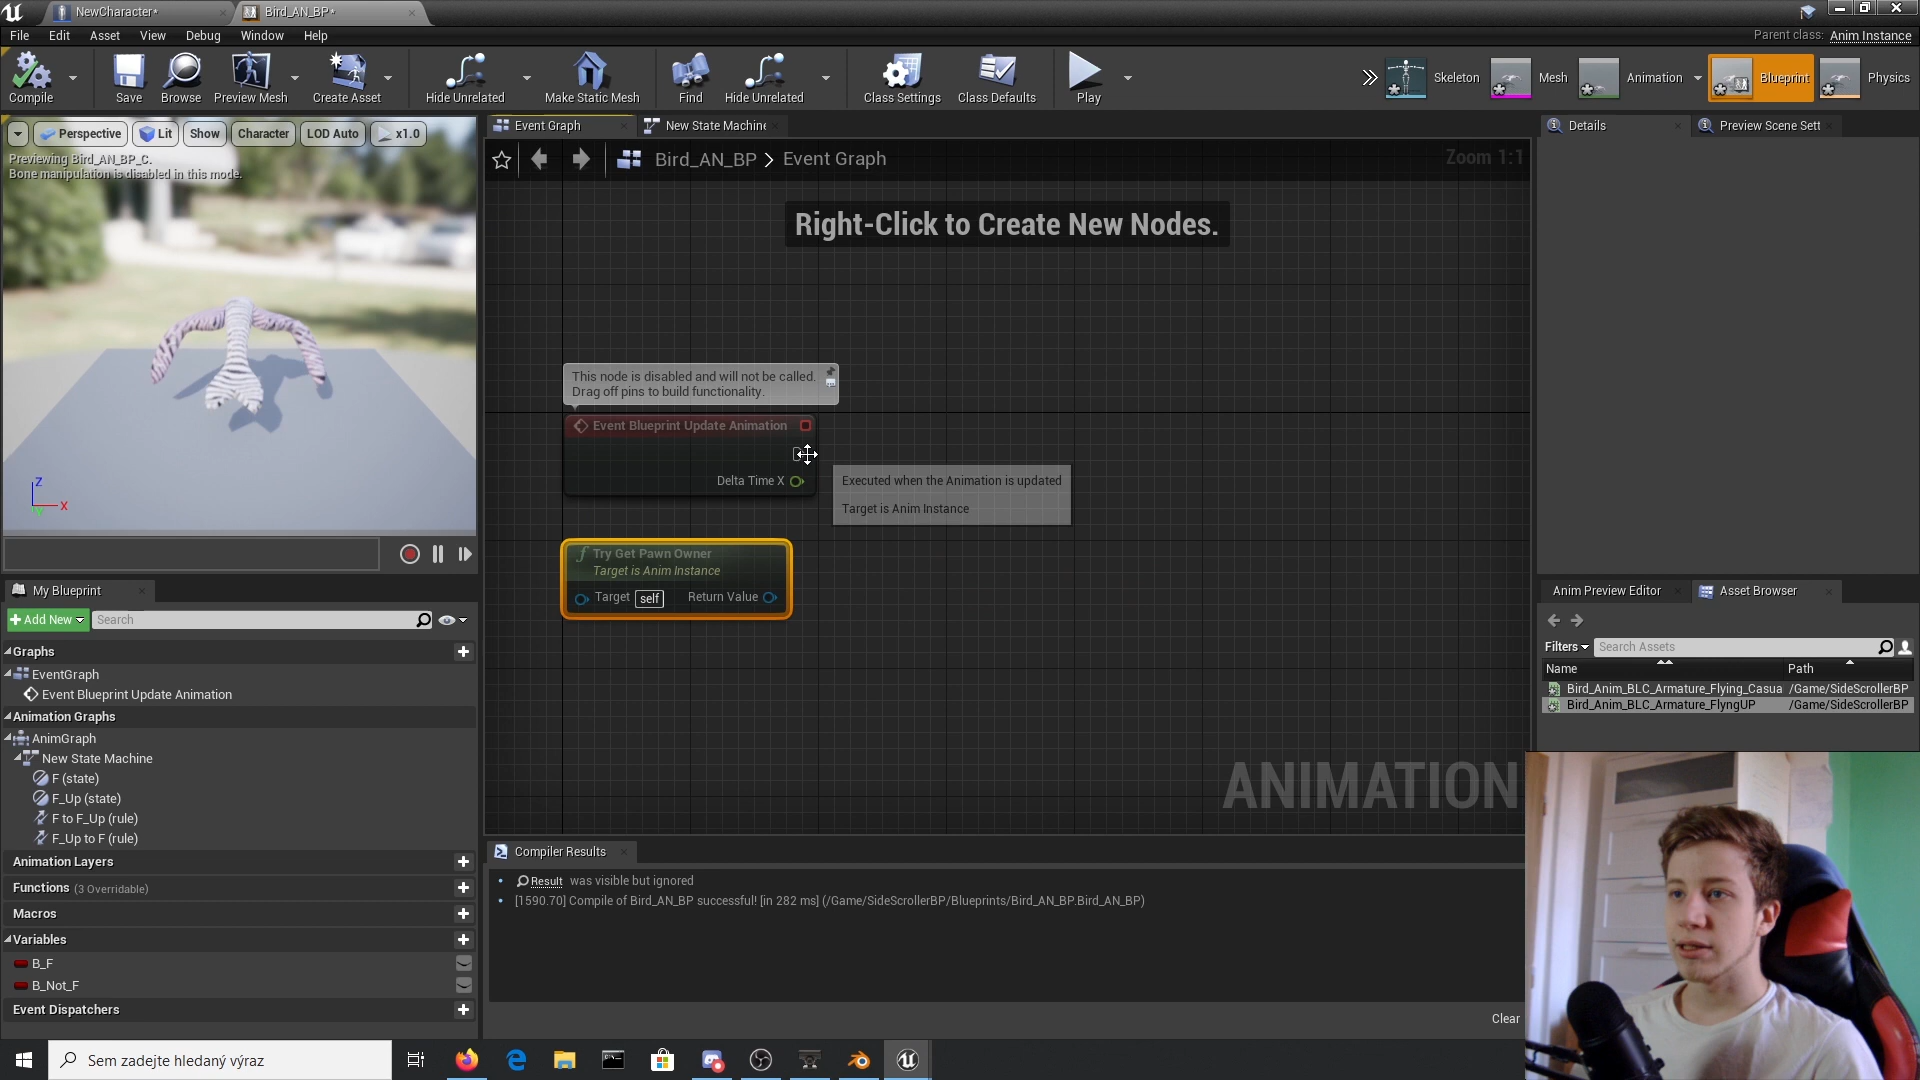 NewCharacter*
Bird_AN_BP*
File Edit Asset View Debug Window Help
Parent class: Anim Instance
Compile
Save
Browse
Preview Mesh
Create Asset
Hide Unrelated
Make Static Mesh
Find
Hide Unrelated
Class Settings
Class Defaults
Play
Skeleton
Mesh
Animation
Blueprint
Physics
Perspective
Lit
Show
Character
LOD Auto
x1.0
Previewing Bird_AN_BP_C.
Bone manipulation is disabled in this mode.
Z
X
Event Graph
New State Machine
Bird_AN_BP > Event Graph
Zoom 1:1
Right-Click to Create New Nodes.
This node is disabled and will not be called.
Drag off pins to build functionality.
Event Blueprint Update Animation
Delta Time X
Executed when the Animation is updated
Target is Anim Instance
Try Get Pawn Owner
Target is Anim Instance
Target self
Return Value
ANIMATION
Details
Preview Scene Sett
My Blueprint
Add New
Search
Graphs
EventGraph
Event Blueprint Update Animation
Animation Graphs
AnimGraph
New State Machine
F (state)
F_Up (state)
F to F_Up (rule)
F_Up to F (rule)
Animation Layers
Functions (3 Overridable)
Macros
Variables
B_F
B_Not_F
Event Dispatchers
Compiler Results
Result was visible but ignored
[1590.70] Compile of Bird_AN_BP successful! [in 282 ms] (/Game/SideScrollerBP/Blueprints/Bird_AN_BP.Bird_AN_BP)
Clear
Anim Preview Editor
Asset Browser
Filters
Search Assets
Name
Path
Bird_Anim_BLC_Armature_Flying_Casua /Game/SideScrollerBP
Bird_Anim_BLC_Armature_FlyngUP /Game/SideScrollerBP
Sem zadejte hledaný výraz